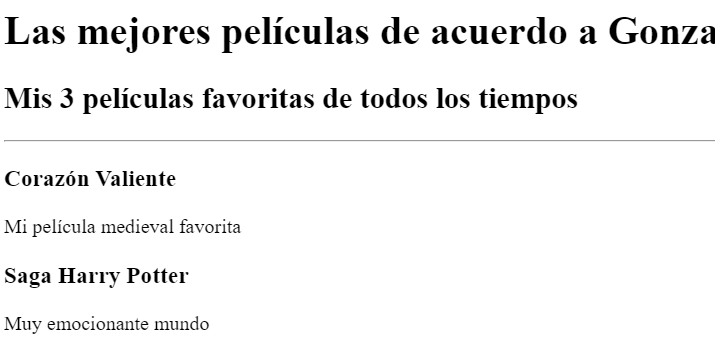 Las mejores películas de acuerdo a Gonza
Mis 3 películas favoritas de todos los tiempos
Corazón Valiente
Mi película medieval favorita
Saga Harry Potter
Muy emocionante mundo